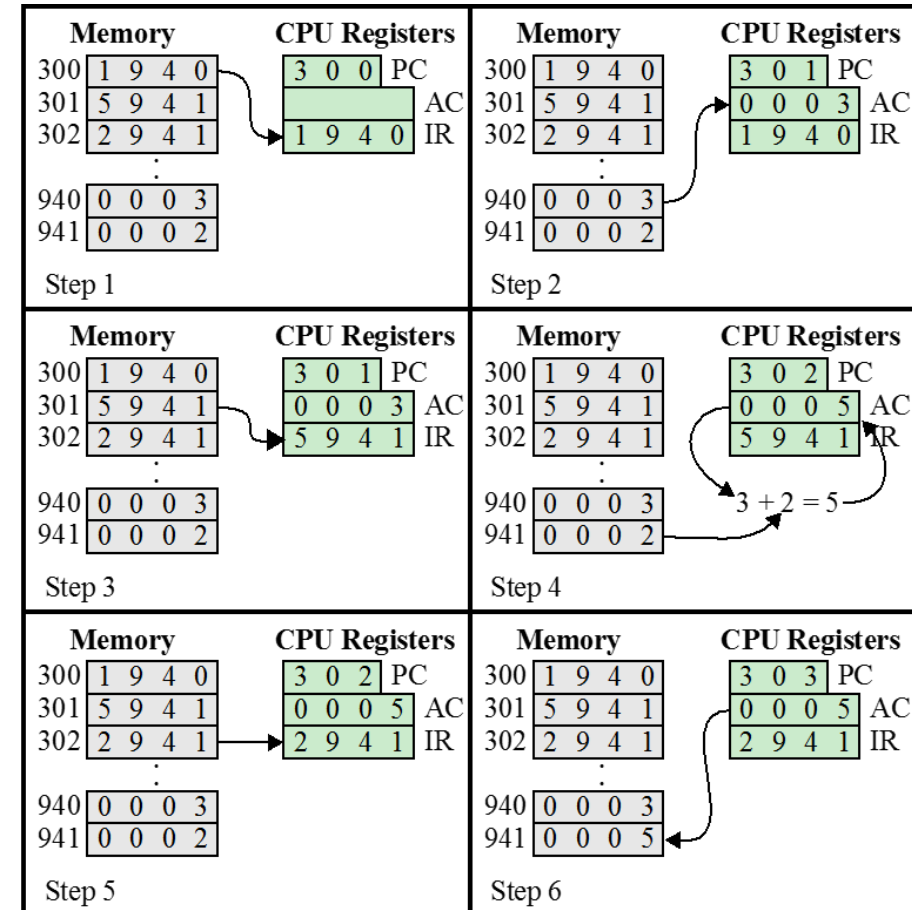 Memory CPU Registers
300 1 9 4 0 3 0 0 PC
301 5 9 4 1 AC
302 2 9 4 1 1 9 4 0 IR
940 0 0 0 3
941 0 0 0 2
Step 1
Memory CPU Registers
300 1 9 4 0 3 0 1 PC
301 5 9 4 1 0 0 0 3 AC
302 2 9 4 1 1 9 4 0 IR
940 0 0 0 3
941 0 0 0 2
Step 2
Memory CPU Registers
300 1 9 4 0 3 0 1 PC
301 5 9 4 1 0 0 0 3 AC
302 2 9 4 1 5 9 4 1 IR
940 0 0 0 3
941 0 0 0 2
Step 3
Memory CPU Registers
300 1 9 4 0 3 0 2 PC
301 5 9 4 1 0 0 0 5 AC
302 2 9 4 1 5 9 4 1 IR
940 0 0 0 3 3 + 2 = 5
941 0 0 0 2
Step 4
Memory CPU Registers
300 1 9 4 0 3 0 2 PC
301 5 9 4 1 0 0 0 5 AC
302 2 9 4 1 2 9 4 1 IR
940 0 0 0 3
941 0 0 0 2
Step 5
Memory CPU Registers
300 1 9 4 0 3 0 3 PC
301 5 9 4 1 0 0 0 5 AC
302 2 9 4 1 2 9 4 1 IR
940 0 0 0 3
941 0 0 0 5
Step 6